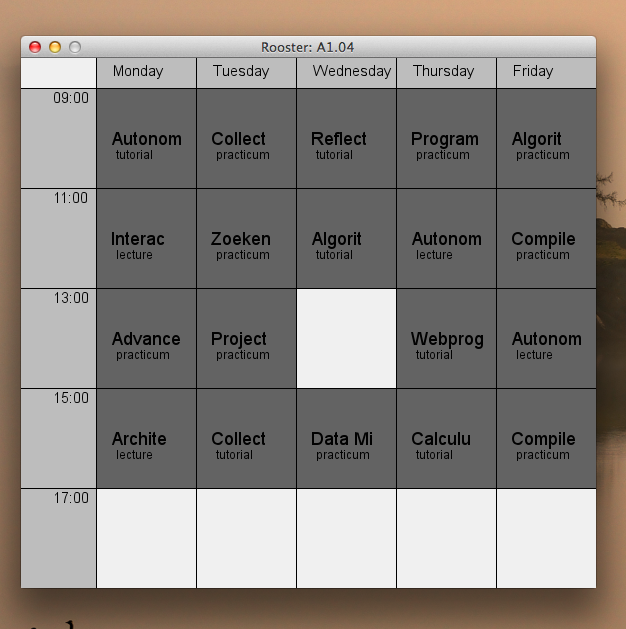 Rooster: A1.04
Monday Tuesday Wednesday Thursday Friday
09:00
Autonom Collect Reflect Program Algorit
tutorial practicum tutorial practicum practicum
11:00
Interac Zoeken Algorit Autonom Compile
lecture practicum tutorial lecture practicum
13:00
Advance Project Webprog Autonom
practicum practicum tutorial lecture
15:00
Archite Collect Data Mi Calculu Compile
lecture tutorial practicum tutorial practicum
17:00